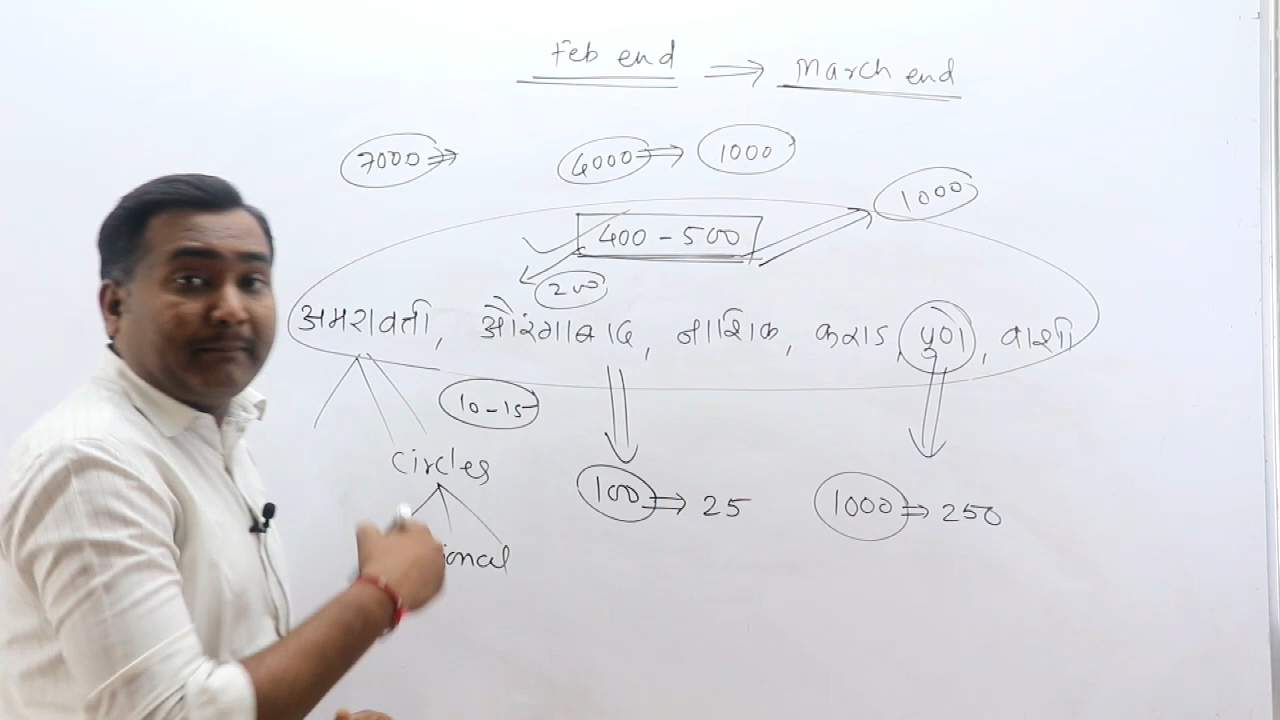 Feb end ⇒ March end
7000 ⇒ 4000 ⇒ 1000
1000
400 - 500
200
अमरावती, औरंगाबाद, नाशिक, कराड, पुणे, वाशी
10-15
Circles
100 ⇒ 25 1000 ⇒ 250